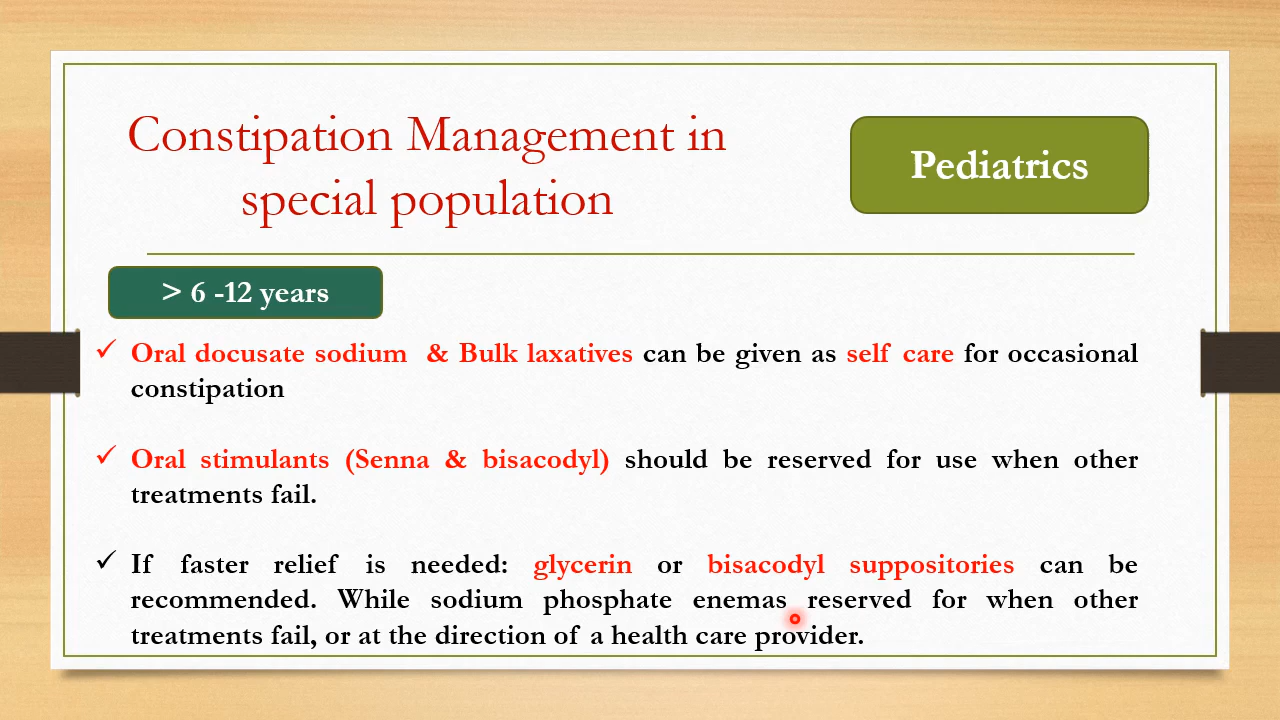 Constipation Management in
special population
Pediatrics
> 6 -12 years
✓ Oral docusate sodium & Bulk laxatives can be given as self care for occasional
constipation
✓ Oral stimulants (Senna & bisacodyl) should be reserved for use when other
treatments fail.
✓ If faster relief is needed: glycerin or bisacodyl suppositories can be
recommended. While sodium phosphate enemas reserved for when other
treatments fail, or at the direction of a health care provider.